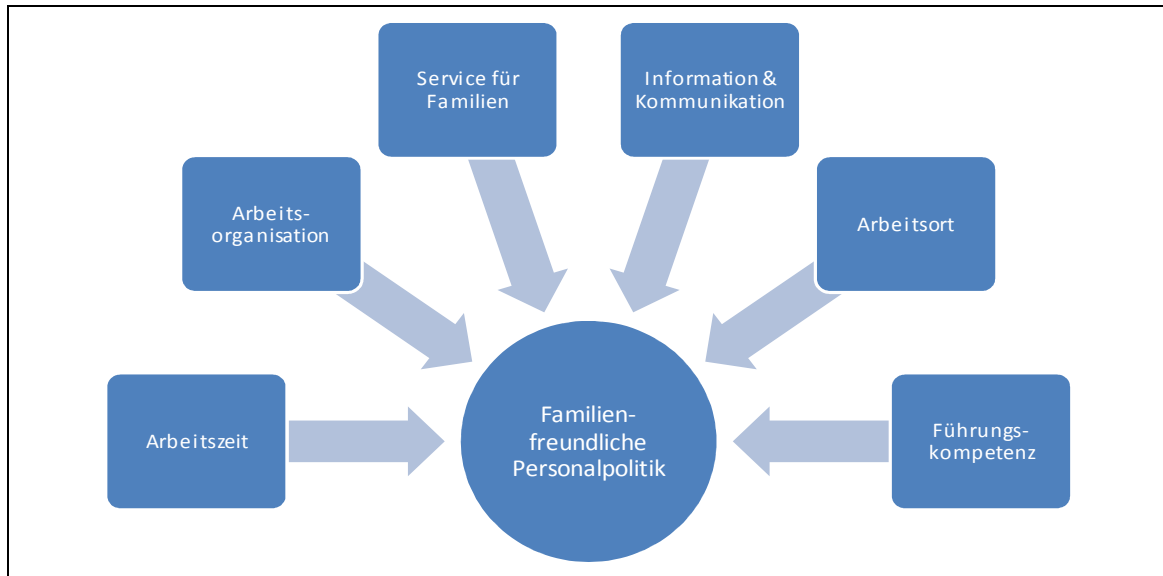 Service für
Familien
Information &
Kommunikation
Arbeits-
organisation
Arbeitsort
Arbeitszeit
Familien-
freundliche
Personalpolitik
Führungs-
kompetenz